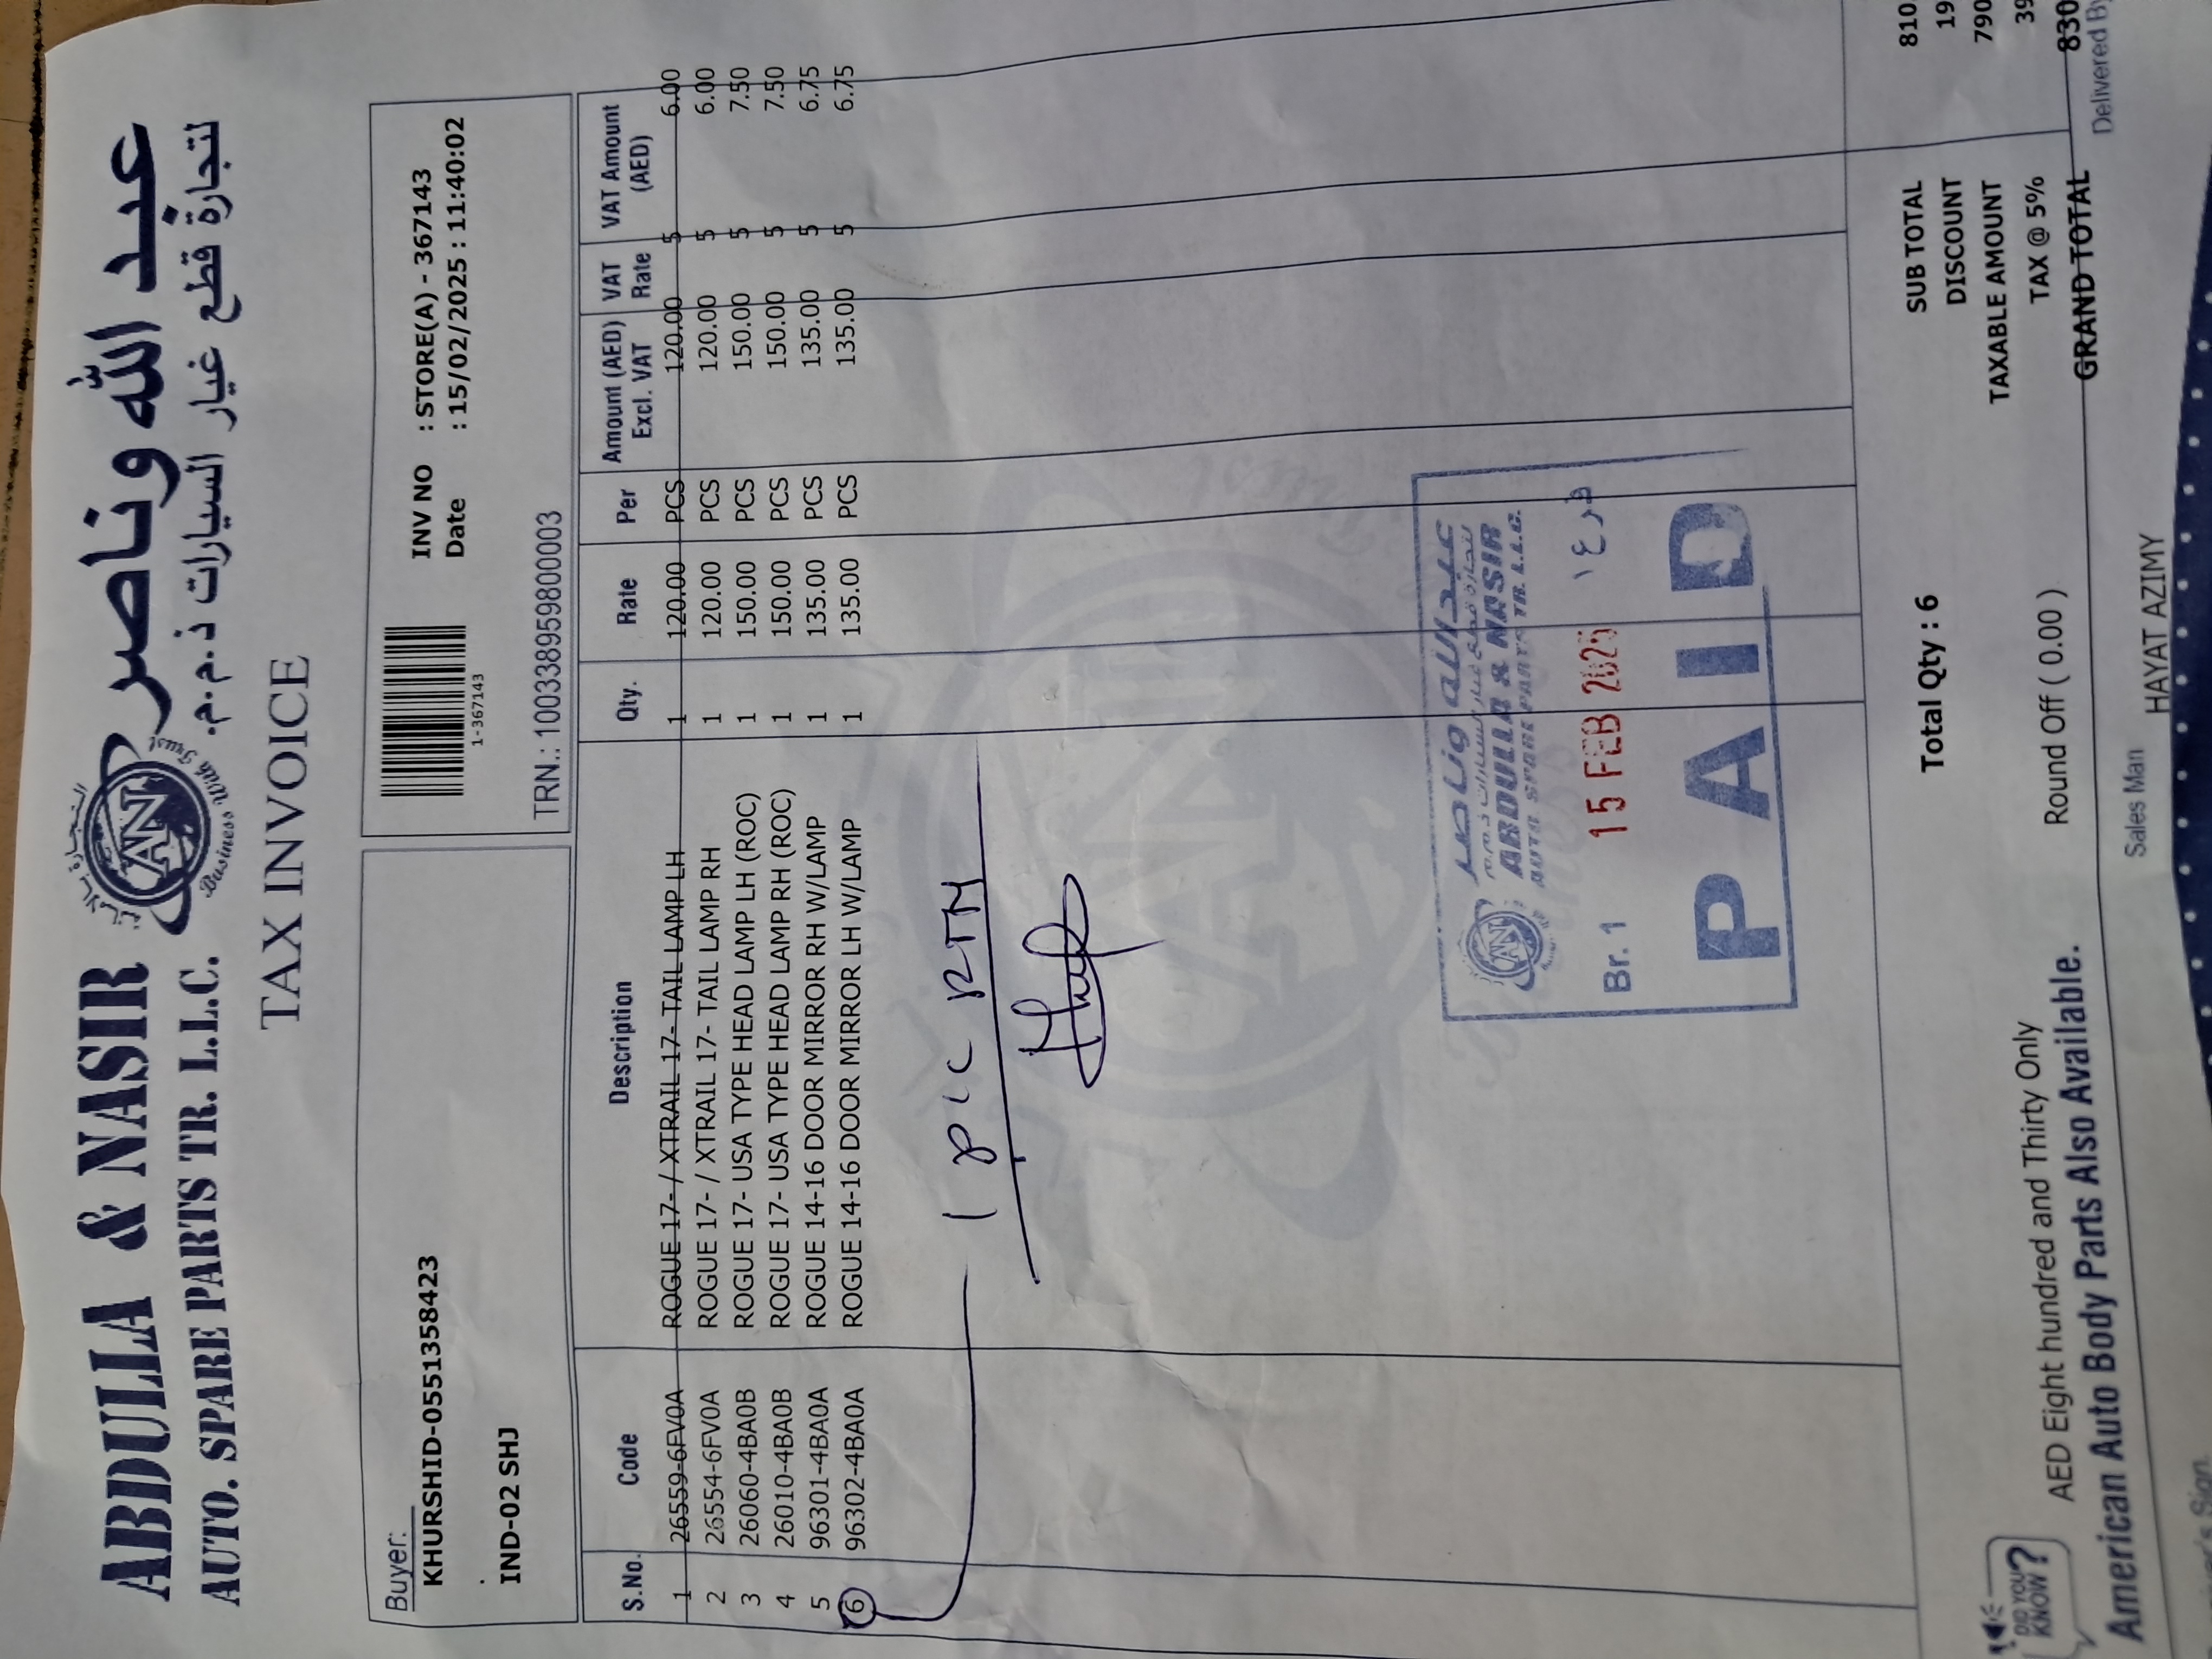 عبد الله وناصر
لتجارة قطع غيار السيارات ذ.م.م.
ABDULLA & NASIR
AUTO. SPARE PARTS TR. L.L.C.
AN
Business With Trust
TAX INVOICE
Buyer:
KHURSHID-0551358423
.
IND-02 SHJ
1-367143
INV NO : STORE(A) - 367143
Date : 15/02/2025 : 11:40:02
TRN.: 100338959800003
S.No. Code Description Qty. Rate Per Amount (AED) Excl. VAT VAT Rate VAT Amount (AED)
1 26559-6FV0A ROGUE 17- / XTRAIL 17- TAIL LAMP LH 1 120.00 PCS 120.00 5 6.00
2 26554-6FV0A ROGUE 17- / XTRAIL 17- TAIL LAMP RH 1 120.00 PCS 120.00 5 6.00
3 26060-4BA0B ROGUE 17- USA TYPE HEAD LAMP LH (ROC) 1 150.00 PCS 150.00 5 7.50
4 26010-4BA0B ROGUE 17- USA TYPE HEAD LAMP RH (ROC) 1 150.00 PCS 150.00 5 7.50
5 96301-4BA0A ROGUE 14-16 DOOR MIRROR RH W/LAMP 1 135.00 PCS 135.00 5 6.75
6 96302-4BA0A ROGUE 14-16 DOOR MIRROR LH W/LAMP 1 135.00 PCS 135.00 5 6.75
1 PIC RTN
عبدالله وناصر
AN
ABDULLA & NASIR
AUTO SPARE PARTS TR. L.L.C.
Br. 1 15 FEB 2025 فرع ١
PAID
Total Qty : 6
SUB TOTAL 810.
DISCOUNT 19
TAXABLE AMOUNT 790
TAX @ 5% 39
GRAND TOTAL 830
Round Off ( 0.00 )
AED Eight hundred and Thirty Only
DID YOU KNOW?
American Auto Body Parts Also Available.
Sales Man
HAYAT AZIMY
Delivered By